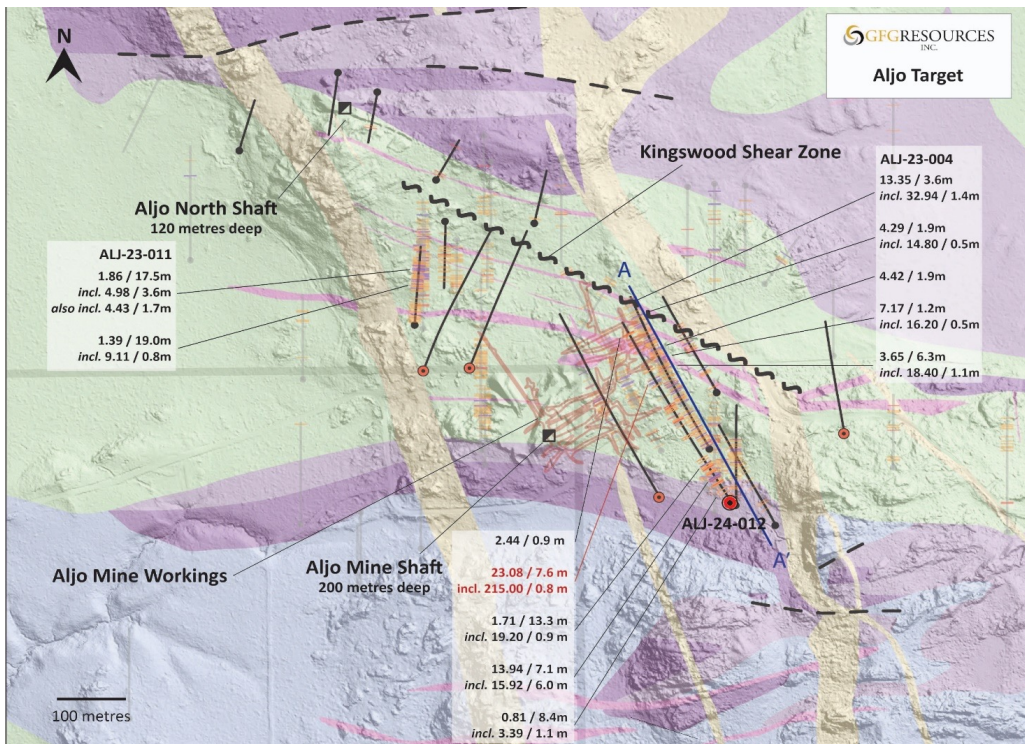 N
GFGRESOURCES
INC.
Aljo Target
Kingswood Shear Zone
ALJ-23-004
13.35 / 3.6m
incl. 32.94 / 1.4m
4.29 / 1.9m
incl. 14.80 / 0.5m
4.42 / 1.9m
7.17 / 1.2m
incl. 16.20 / 0.5m
3.65 / 6.3m
incl. 18.40 / 1.1m
Aljo North Shaft
120 metres deep
ALJ-23-011
1.86 / 17.5m
incl. 4.98 / 3.6m
also incl. 4.43 / 1.7m
1.39 / 19.0m
incl. 9.11 / 0.8m
A
ALJ-24-012
A'
Aljo Mine Workings
Aljo Mine Shaft
200 metres deep
2.44 / 0.9 m
23.08 / 7.6 m
incl. 215.00 / 0.8 m
1.71 / 13.3 m
incl. 19.20 / 0.9 m
13.94 / 7.1 m
incl. 15.92 / 6.0 m
0.81 / 8.4m
incl. 3.39 / 1.1 m
100 metres